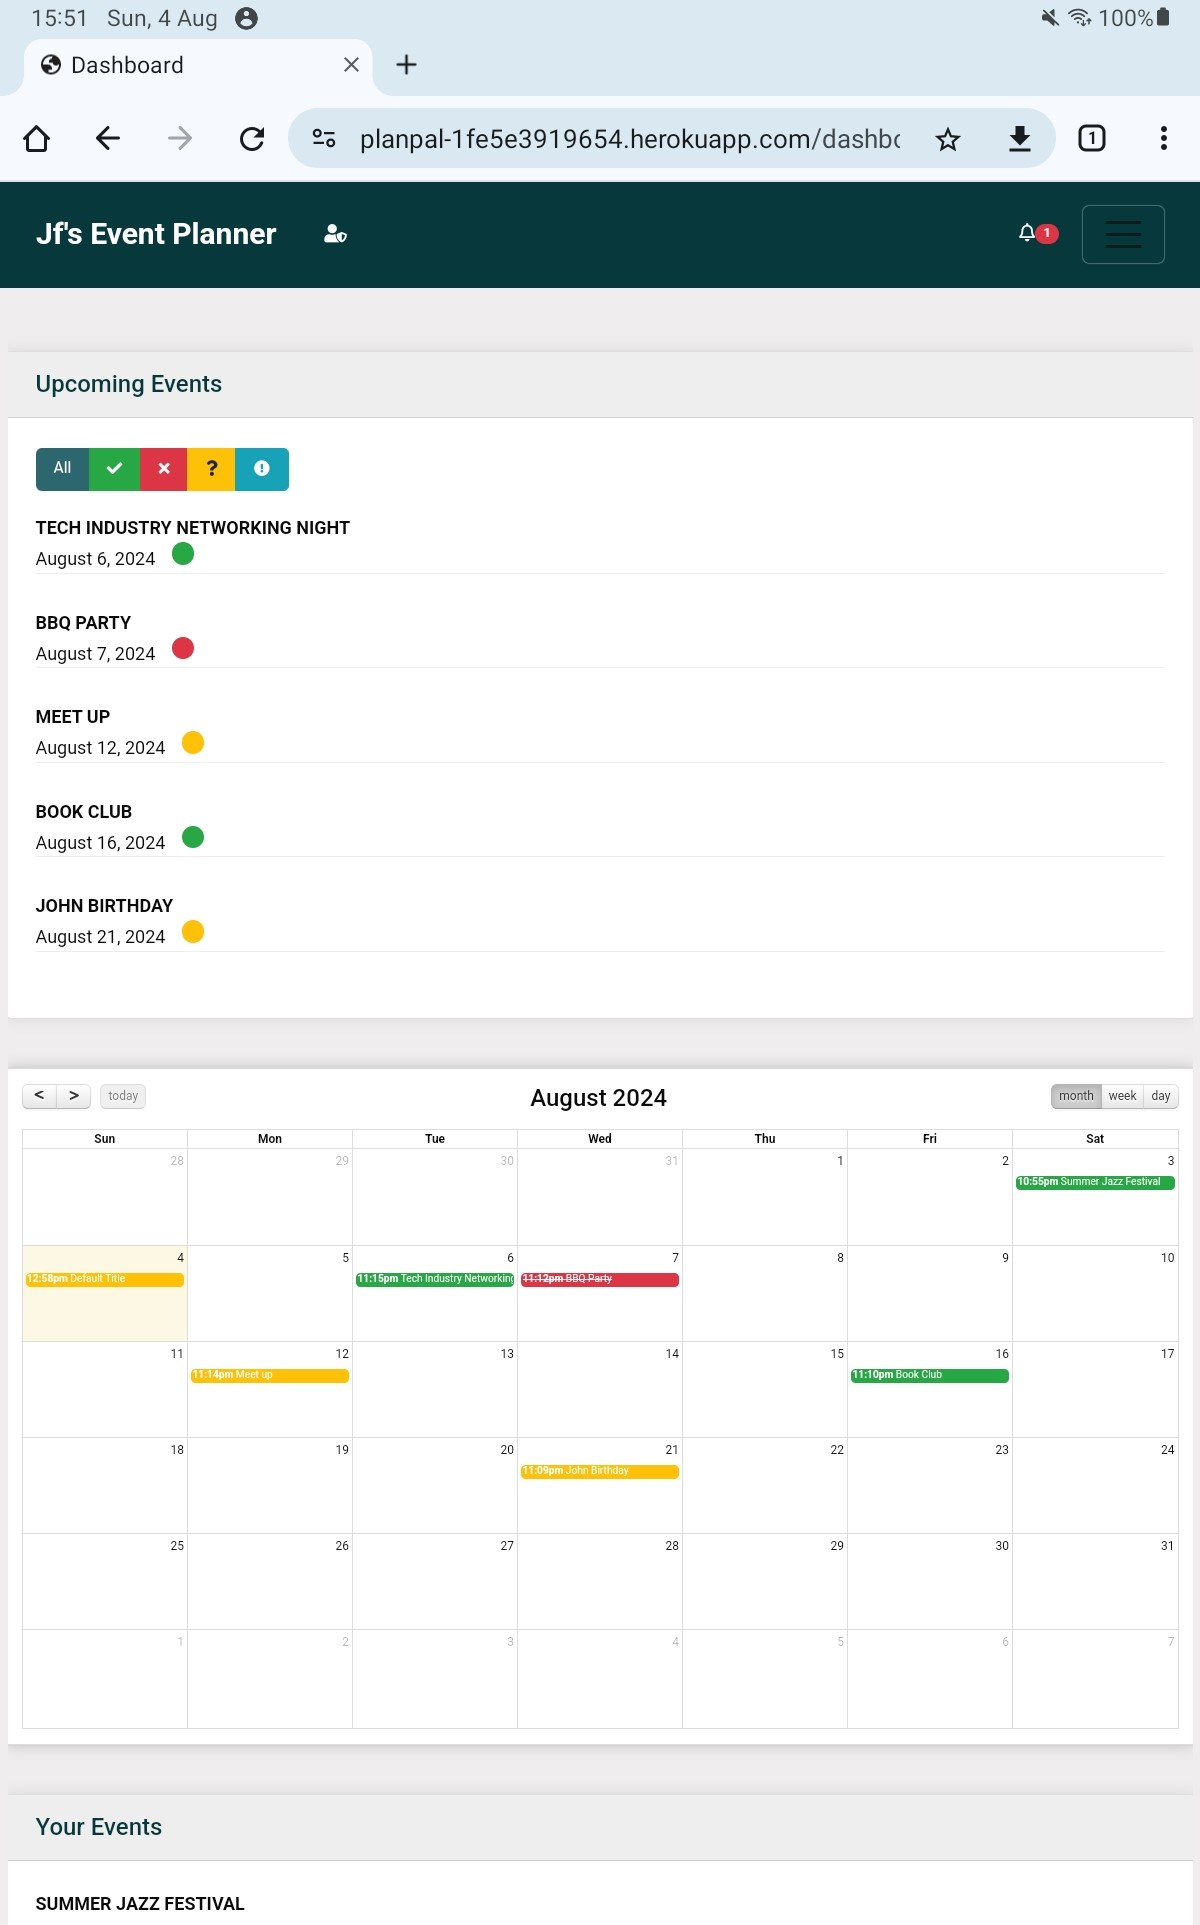 15:51 Sun, 4 Aug 100%
Dashboard
planpal-1fe5e3919654.herokuapp.com/dashbo
1
Jf's Event Planner
1
Upcoming Events
All ?
TECH INDUSTRY NETWORKING NIGHT
August 6, 2024
BBQ PARTY
August 7, 2024
MEET UP
August 12, 2024
BOOK CLUB
August 16, 2024
JOHN BIRTHDAY
August 21, 2024
< > today August 2024 month week day
Sun Mon Tue Wed Thu Fri Sat
28 29 30 31 1 2 3
10:55pm Summer Jazz Festival
4 5 6 7 8 9 10
12:58pm Default Title 11:15pm Tech Industry Networking 11:12pm BBQ Party
11 12 13 14 15 16 17
11:14pm Meet up 11:10pm Book Club
18 19 20 21 22 23 24
11:09pm John Birthday
25 26 27 28 29 30 31
1 2 3 4 5 6 7
Your Events
SUMMER JAZZ FESTIVAL